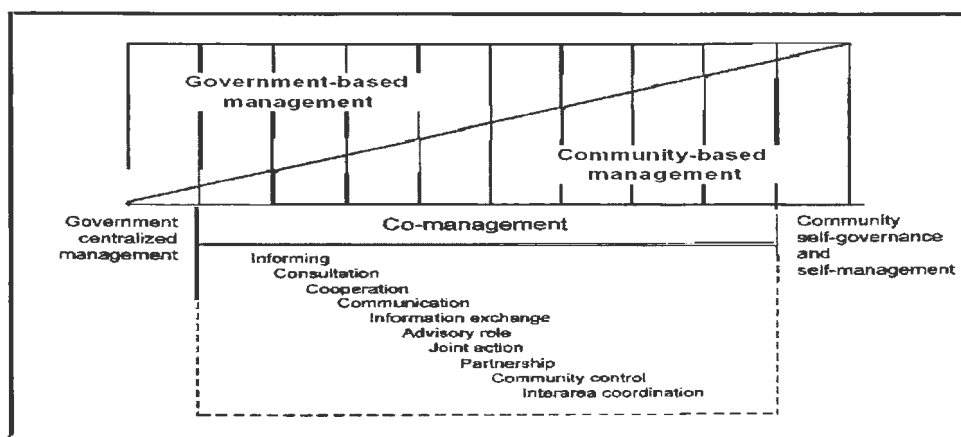 Government-based
management
Community-based
management
Government
centralized
management
Co-management
Community
self-governance
and
self-management
Informing
Consultation
Cooperation
Communication
Information exchange
Advisory role
Joint action
Partnership
Community control
Interarea coordination